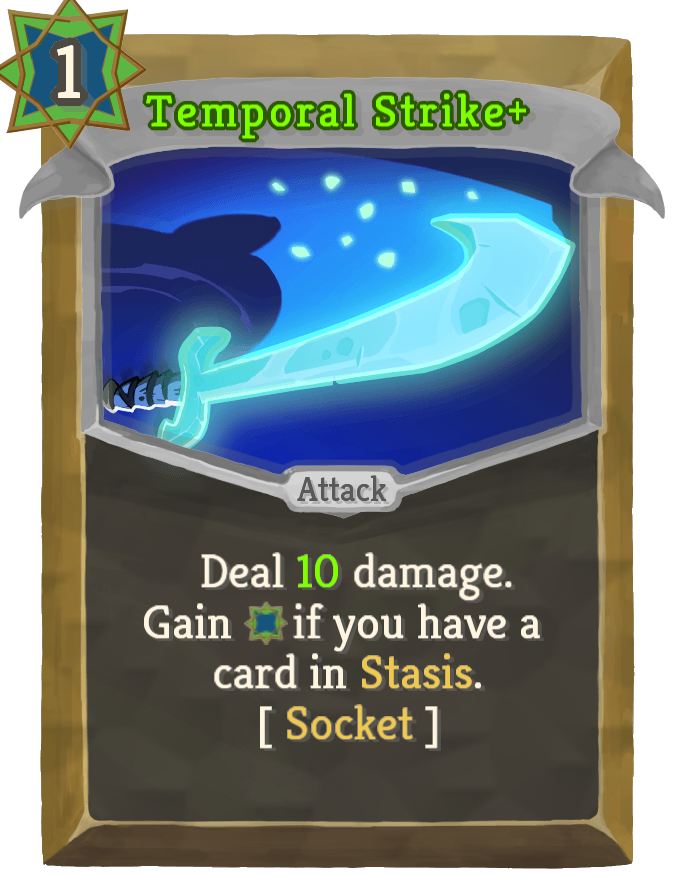 1
Temporal Strike+
Attack
Deal 10 damage.
Gain if you have a
card in Stasis.
[ Socket ]